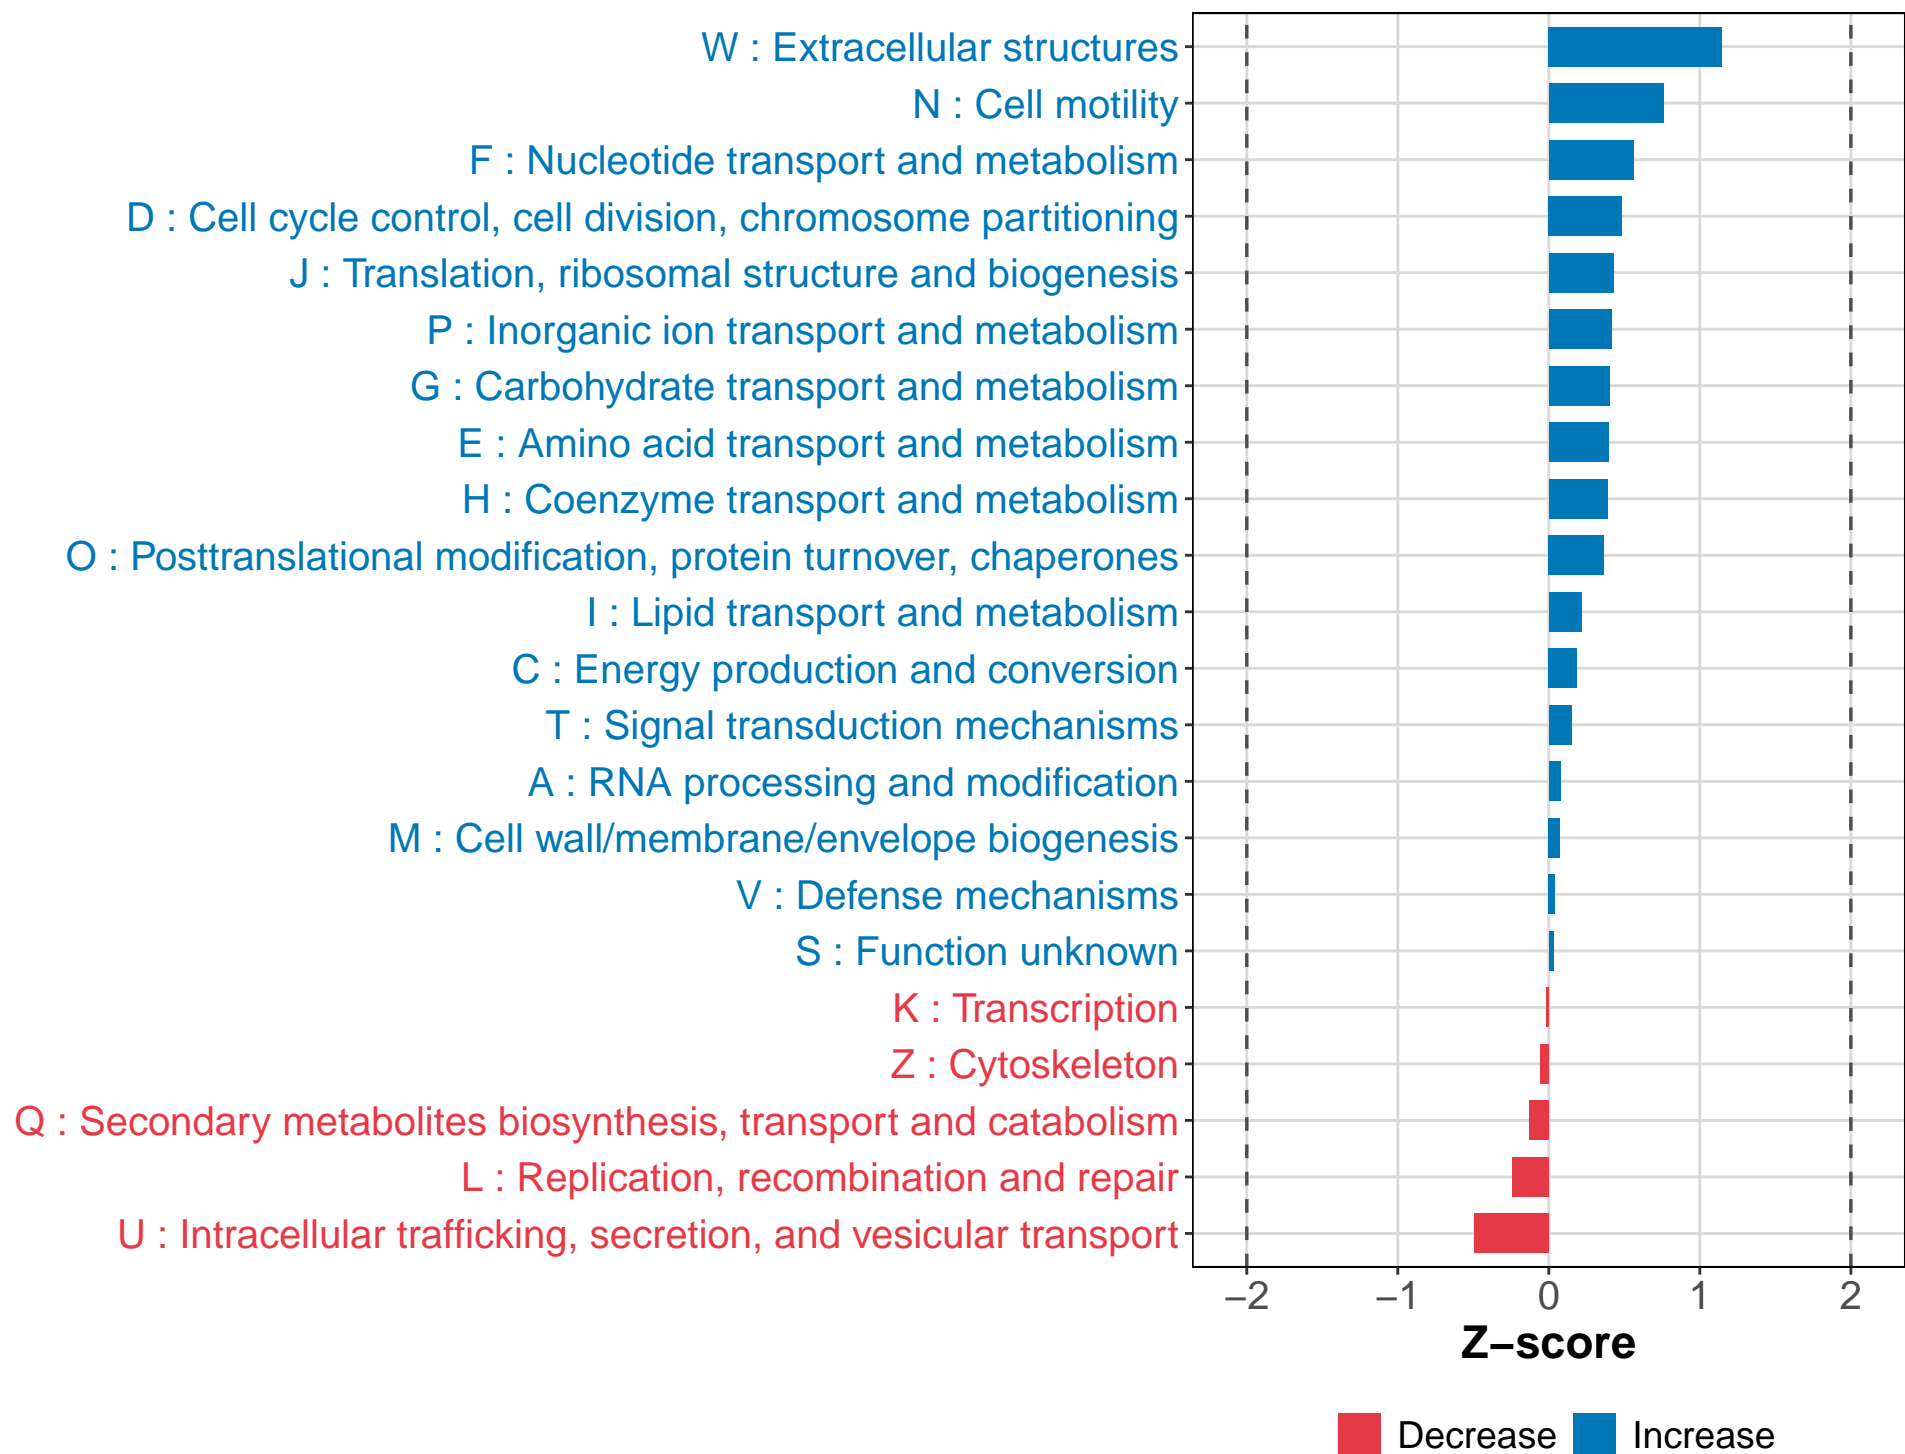 W : Extracellular structures
N : Cell motility
F : Nucleotide transport and metabolism
D : Cell cycle control, cell division, chromosome partitioning
J : Translation, ribosomal structure and biogenesis
P : Inorganic ion transport and metabolism
G : Carbohydrate transport and metabolism
E : Amino acid transport and metabolism
H : Coenzyme transport and metabolism
O : Posttranslational modification, protein turnover, chaperones
I : Lipid transport and metabolism
C : Energy production and conversion
T : Signal transduction mechanisms
A : RNA processing and modification
M : Cell wall/membrane/envelope biogenesis
V : Defense mechanisms
S : Function unknown
K : Transcription
Z : Cytoskeleton
Q : Secondary metabolites biosynthesis, transport and catabolism
L : Replication, recombination and repair
U : Intracellular trafficking, secretion, and vesicular transport
−2 −1 0 1 2
Z−score
Decrease Increase